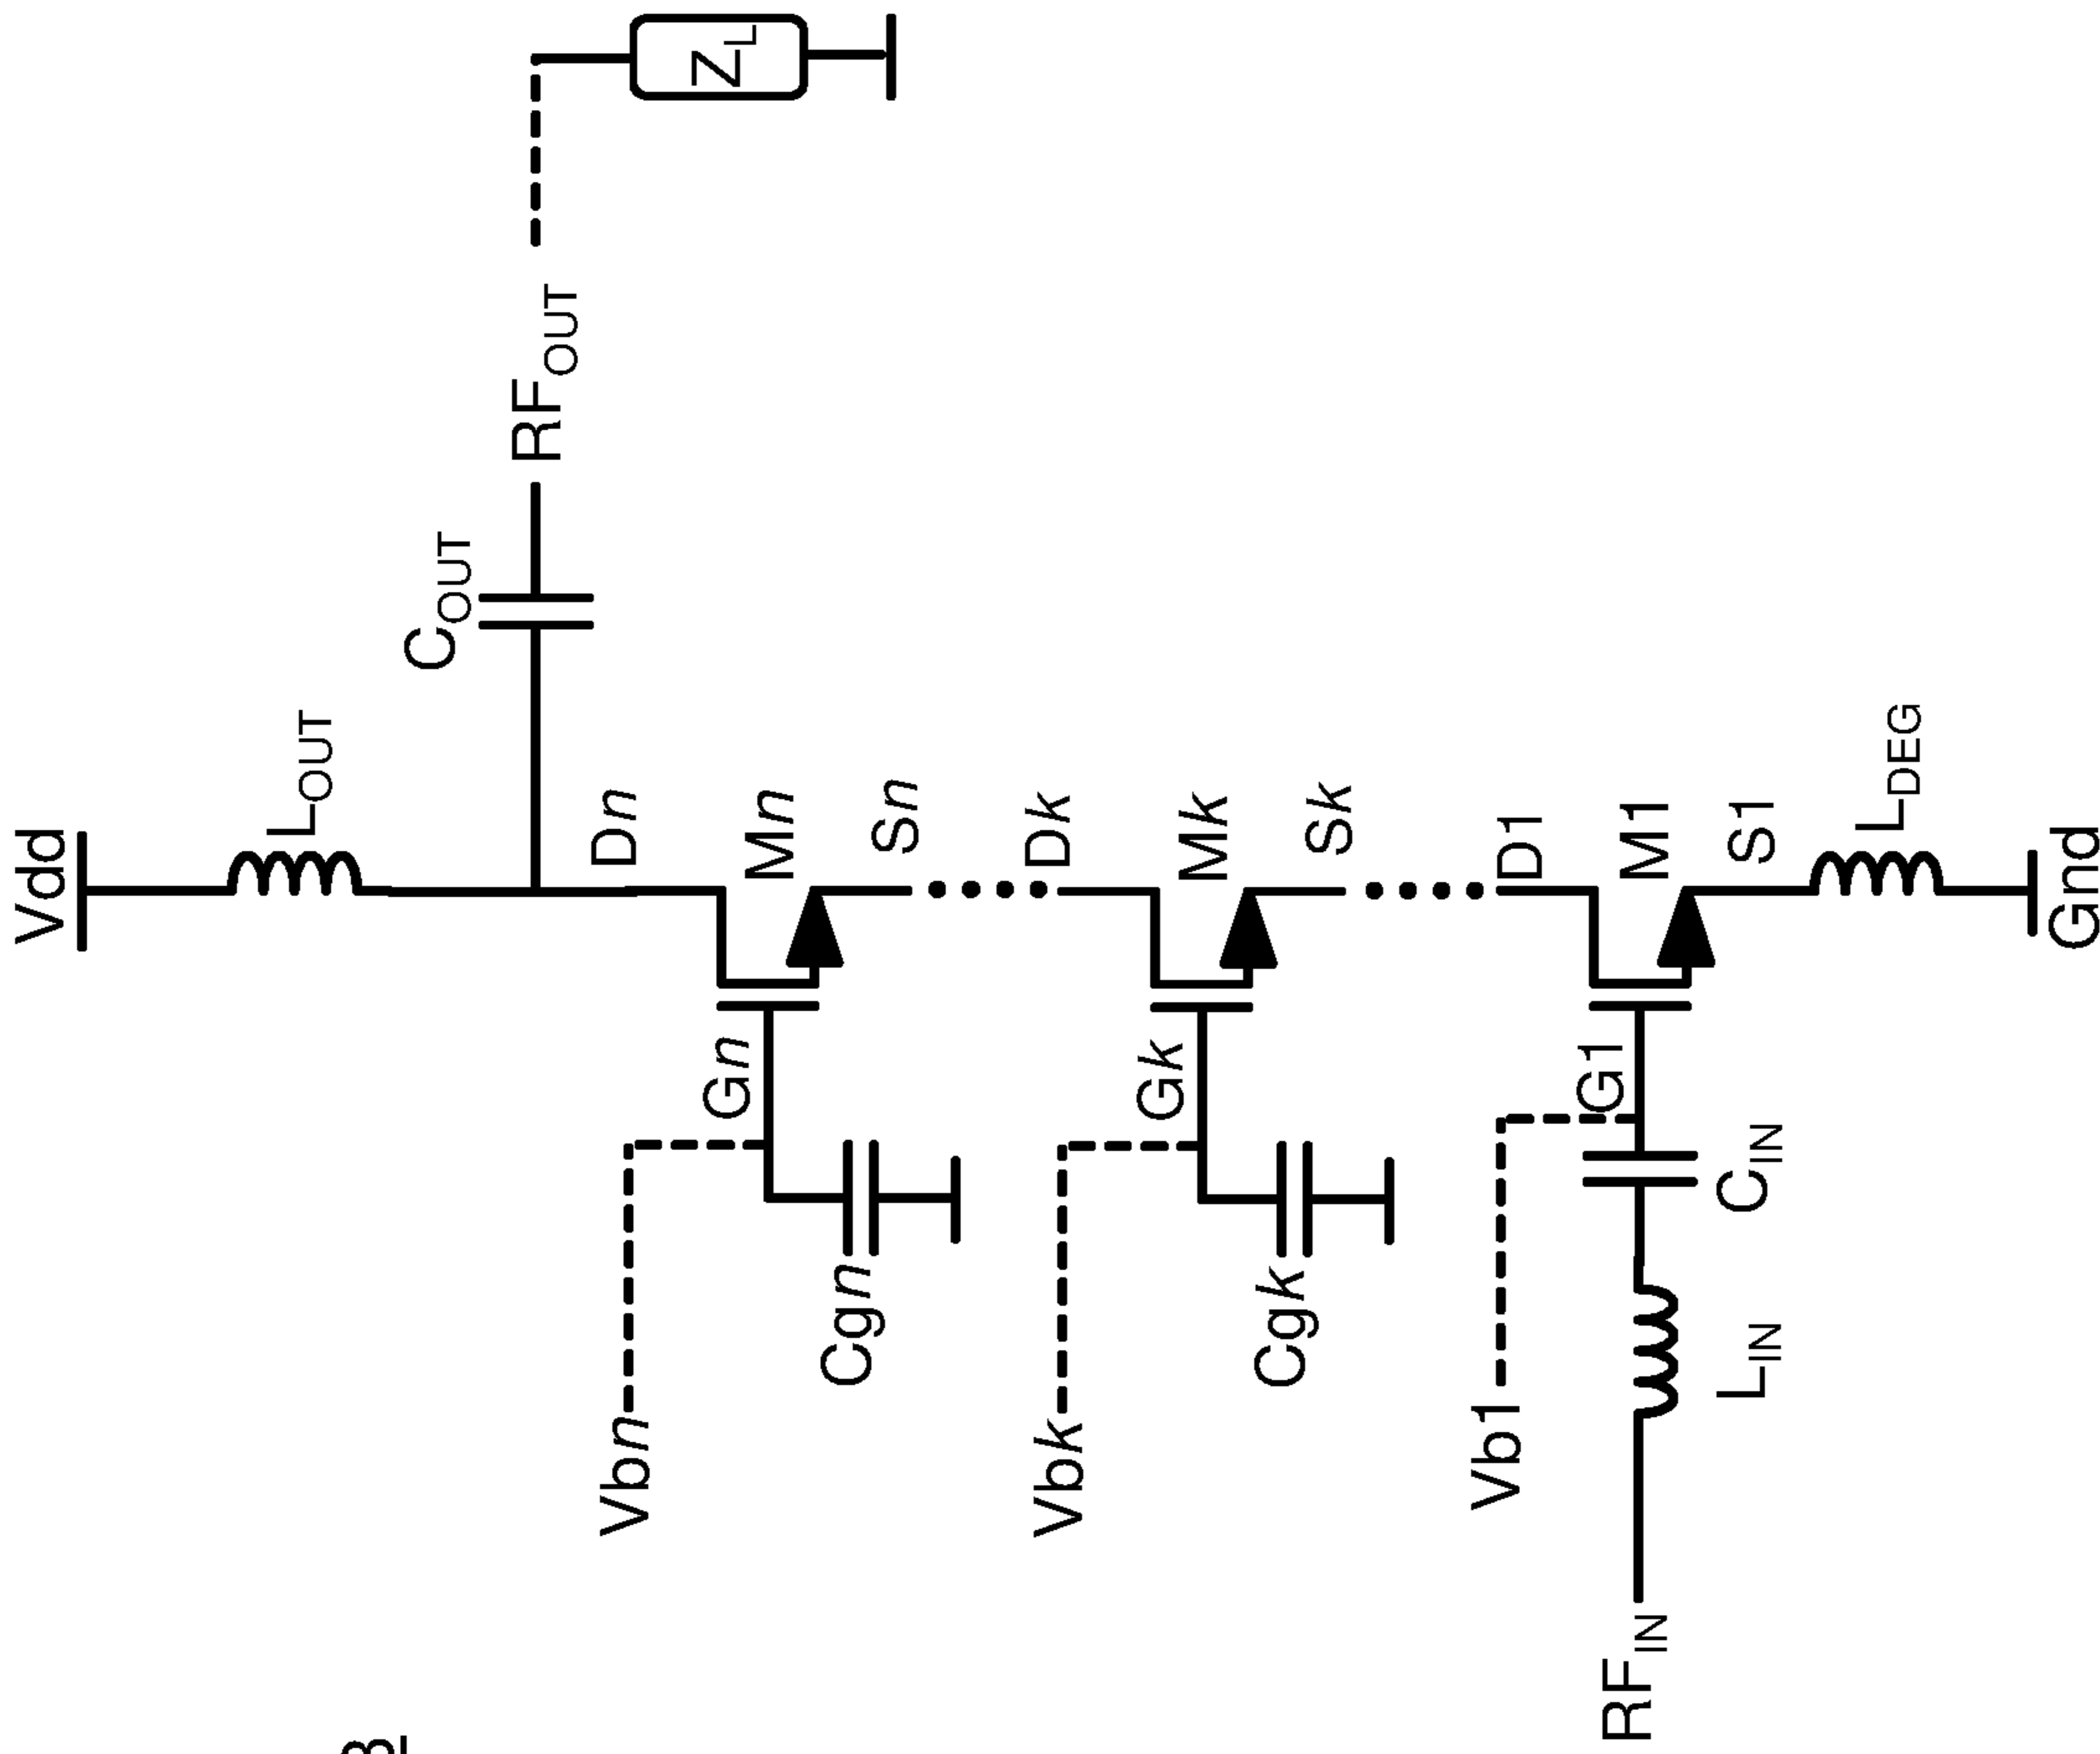 Vdd
L_OUT
C_OUT
RF_OUT
Z_L
Dn
Mn
Sn
Gn
Vbn
Cgn
Dk
Mk
Sk
Gk
Vbk
Cgk
D1
M1
S1
G1
Vb1
C_IN
L_IN
RF_IN
L_DEG
Gnd